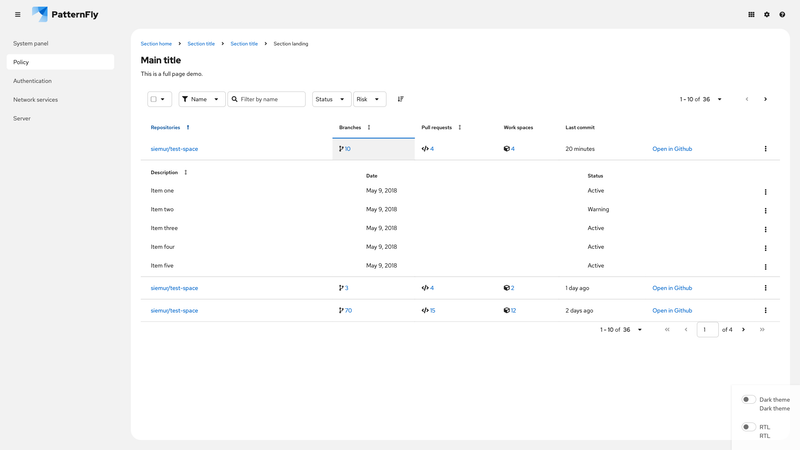 PatternFly
System panel
Policy
Authentication
Network services
Server
Section home
Section title
Section title
Section landing
Main title
This is a full page demo.
Name
Filter by name
Status
Risk
1 - 10 of 36
Repositories Branches Pull requests Work spaces Last commit
siemur/test-space 10 4 4 20 minutes Open in Github
Description Date Status
Item one May 9, 2018 Active
Item two May 9, 2018 Warning
Item three May 9, 2018 Active
Item four May 9, 2018 Active
Item five May 9, 2018 Active
siemur/test-space 3 4 2 1 day ago Open in Github
siemur/test-space 70 15 12 2 days ago Open in Github
1 - 10 of 36 1 of 4
Dark theme
Dark theme
RTL
RTL